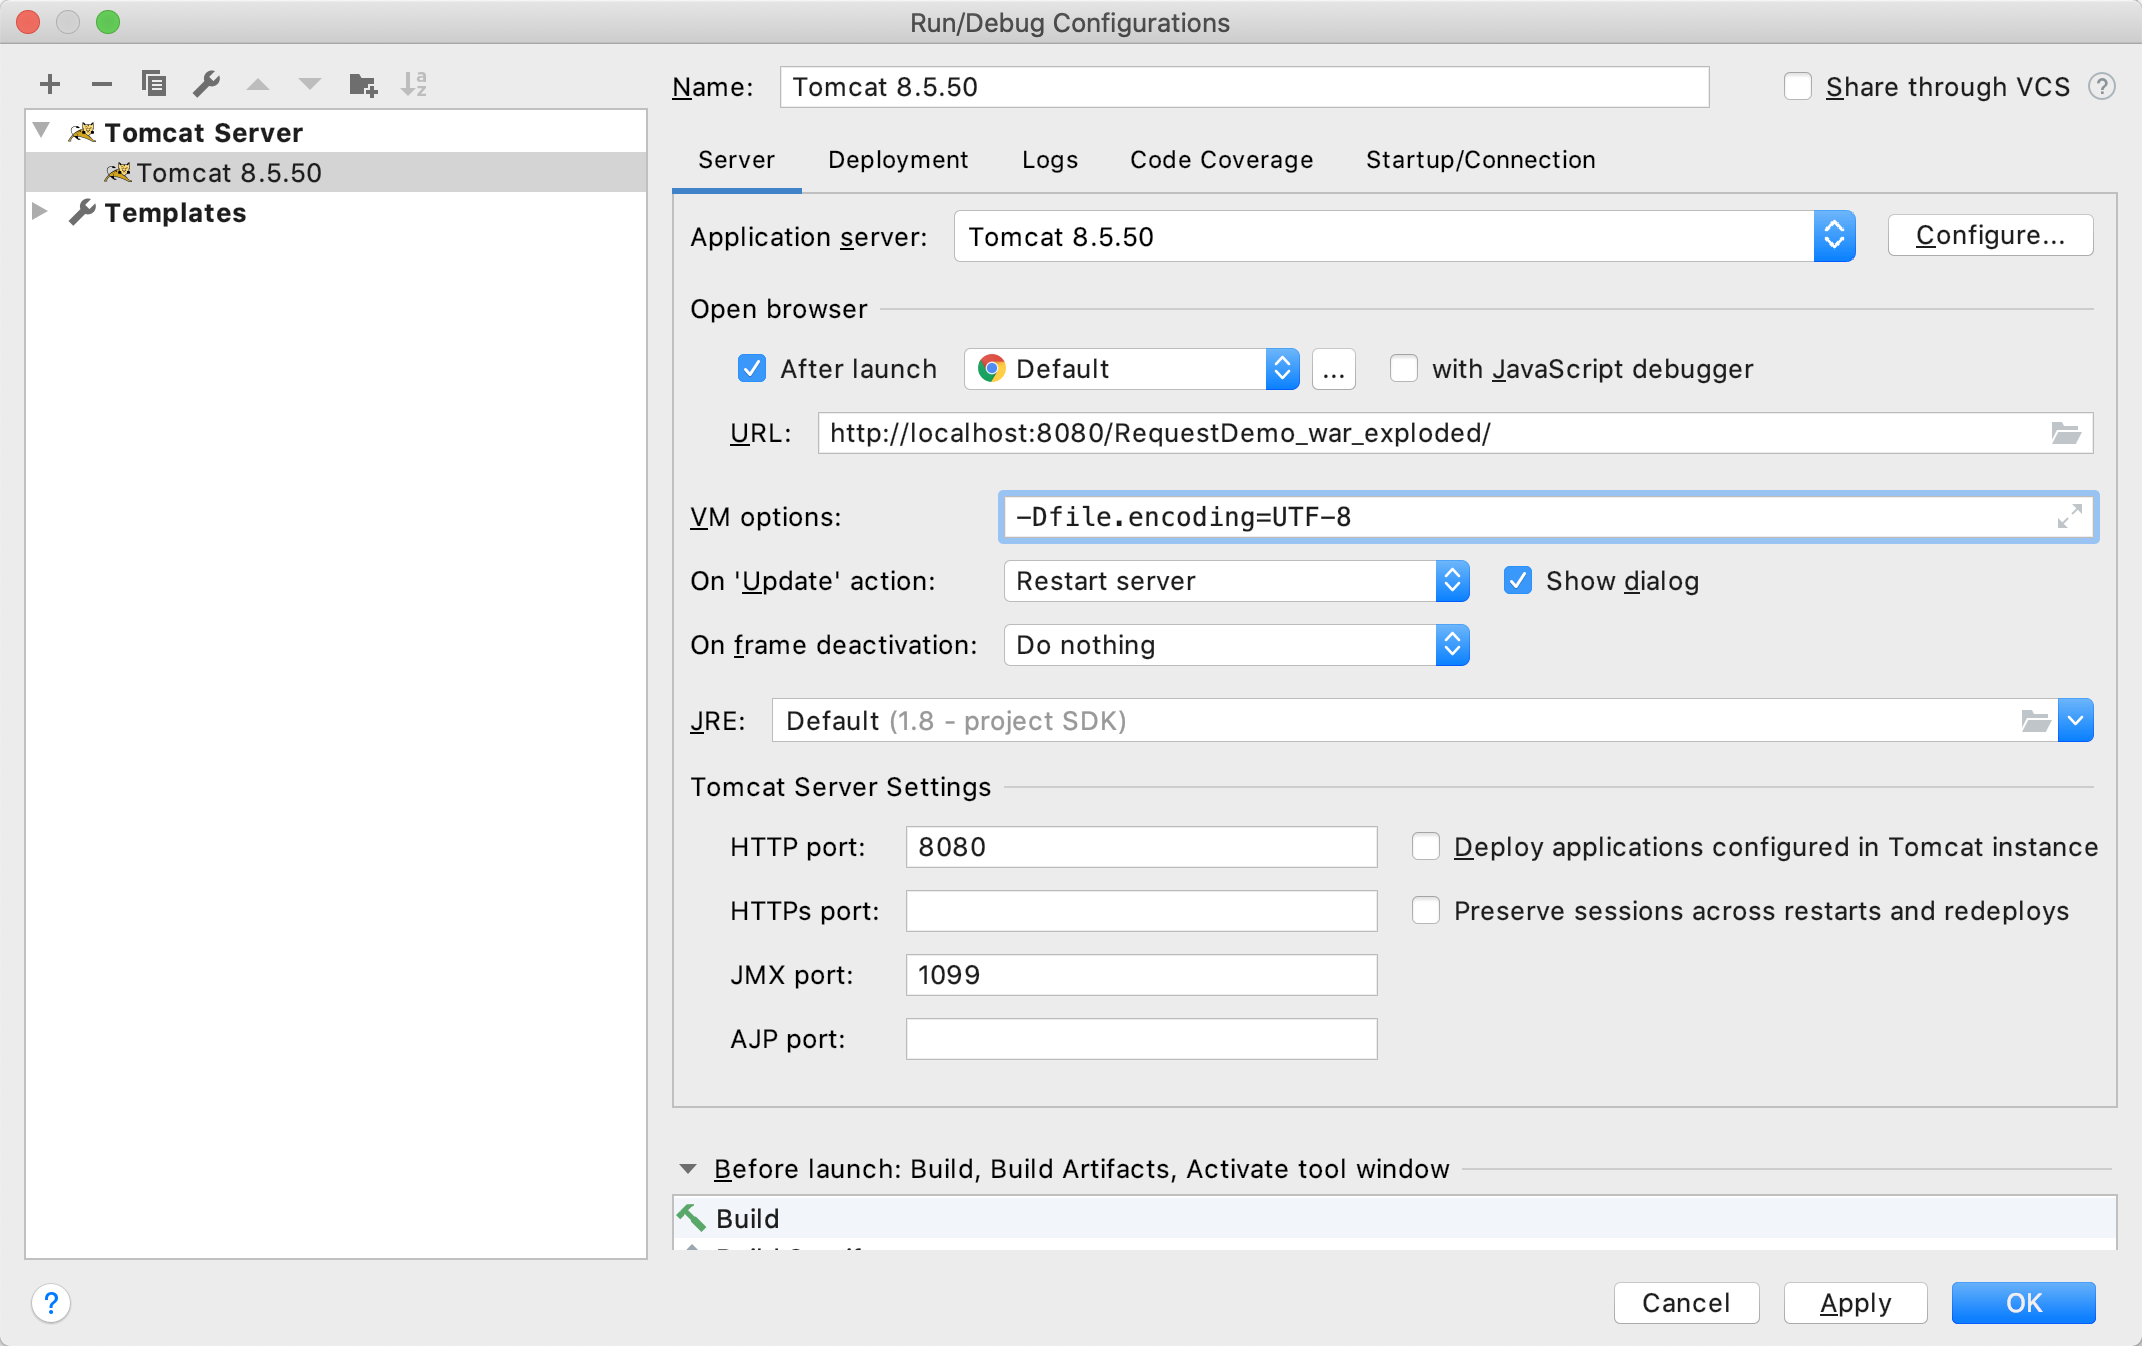 Run/Debug Configurations
Name: Tomcat 8.5.50 Share through VCS ?
Tomcat Server
Tomcat 8.5.50
Templates
Server Deployment Logs Code Coverage Startup/Connection
Application server: Tomcat 8.5.50 Configure...
Open browser
After launch Default ... with JavaScript debugger
URL: http://localhost:8080/RequestDemo_war_exploded/
VM options: -Dfile.encoding=UTF-8
On 'Update' action: Restart server Show dialog
On frame deactivation: Do nothing
JRE: Default (1.8 - project SDK)
Tomcat Server Settings
HTTP port: 8080 Deploy applications configured in Tomcat instance
HTTPs port: Preserve sessions across restarts and redeploys
JMX port: 1099
AJP port:
Before launch: Build, Build Artifacts, Activate tool window
Build
? Cancel Apply OK